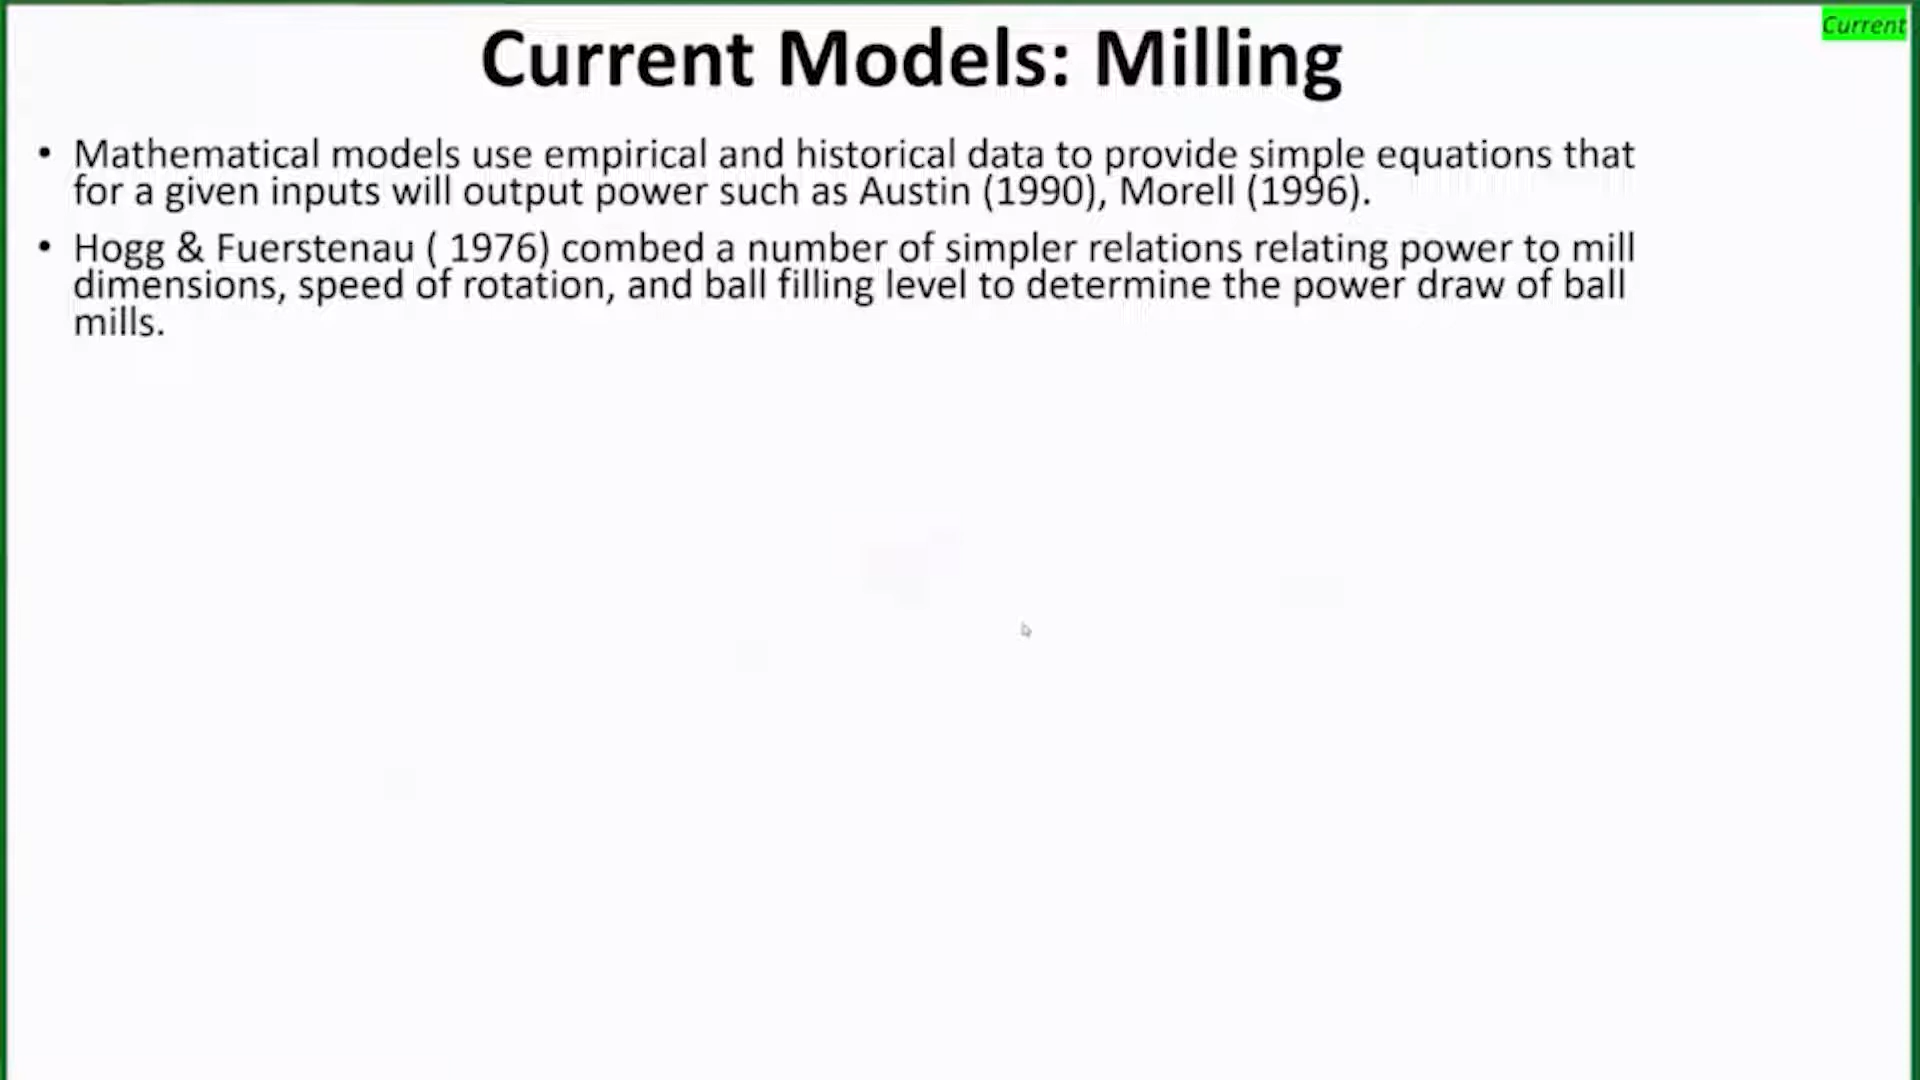 Current
Current Models: Milling
• Mathematical models use empirical and historical data to provide simple equations that
for a given inputs will output power such as Austin (1990), Morell (1996).
• Hogg & Fuerstenau ( 1976) combed a number of simpler relations relating power to mill
dimensions, speed of rotation, and ball filling level to determine the power draw of ball
mills.